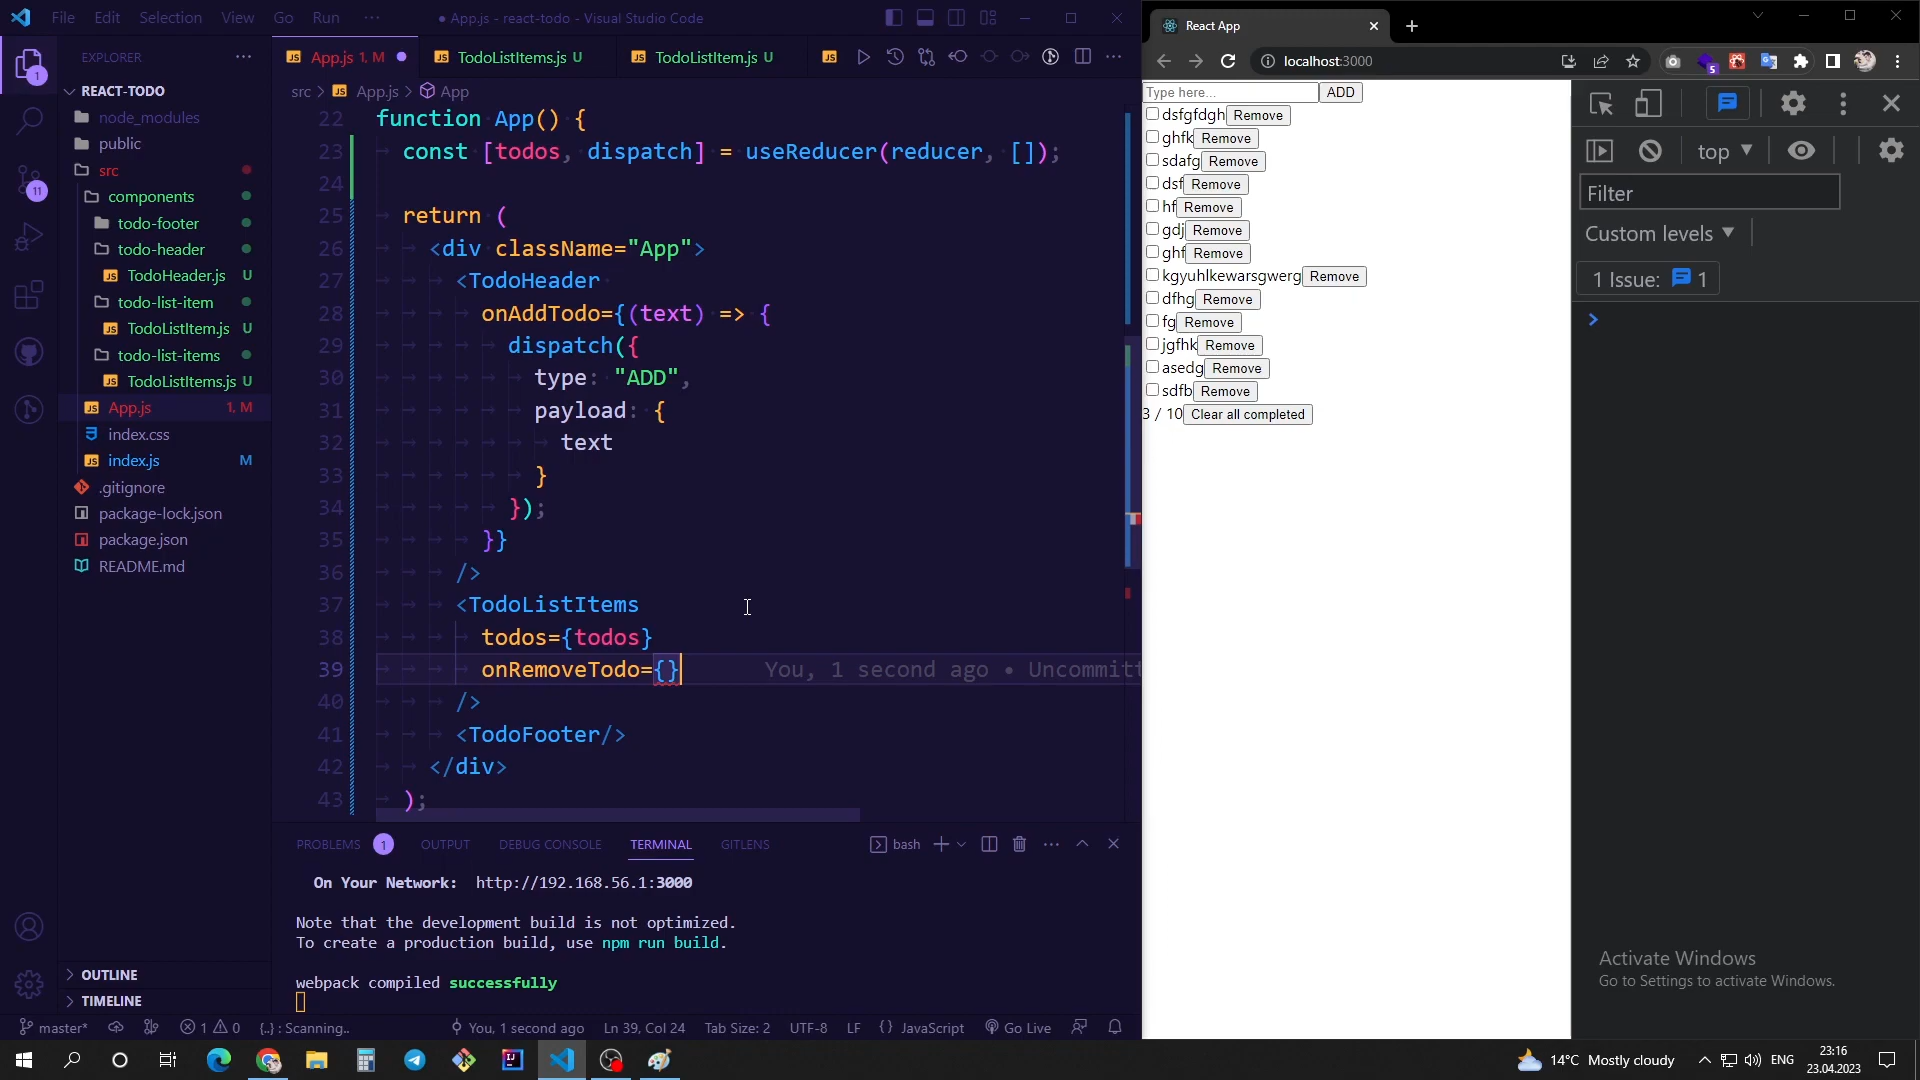 File Edit Selection View Go Run ··· ● App.js - react-todo - Visual Studio Code
EXPLORER
REACT-TODO
node_modules
public
src
components
todo-footer
todo-header
TodoHeader.js U
todo-list-item
TodoListItem.js U
todo-list-items
TodoListItems.js U
App.js 1, M
index.css
index.js M
.gitignore
package-lock.json
package.json
README.md
OUTLINE
TIMELINE
1
11
App.js 1, M ● TodoListItems.js U TodoListItem.js U
src > App.js > App
22 function App() {
23 const [todos, dispatch] = useReducer(reducer, []);
24
25 return (
26 <div className="App">
27 <TodoHeader
28 onAddTodo={(text) => {
29 dispatch({
30 type: "ADD",
31 payload: {
32 text
33 }
34 });
35 }}
36 />
37 <TodoListItems
38 todos={todos}
39 onRemoveTodo={} You, 1 second ago • Uncommitt
40 />
41 <TodoFooter/>
42 </div>
43 );
PROBLEMS 1 OUTPUT DEBUG CONSOLE TERMINAL GITLENS bash
On Your Network: http://192.168.56.1:3000
Note that the development build is not optimized.
To create a production build, use npm run build.
webpack compiled successfully
master* 1 0 {..} : Scanning.. You, 1 second ago Ln 39, Col 24 Tab Size: 2 UTF-8 LF {} JavaScript Go Live
React App
localhost:3000
5
Type here... ADD
dsfgfdgh Remove
ghfk Remove
sdafg Remove
dsf Remove
hf Remove
gdj Remove
ghf Remove
kgyuhlkewarsgwerg Remove
dfhg Remove
fg Remove
jgfhk Remove
asedg Remove
sdfb Remove
3 / 10 Clear all completed
top
Filter
Custom levels
1 Issue: 1
Activate Windows
Go to Settings to activate Windows.
14°C Mostly cloudy ENG
23:16
23.04.2023